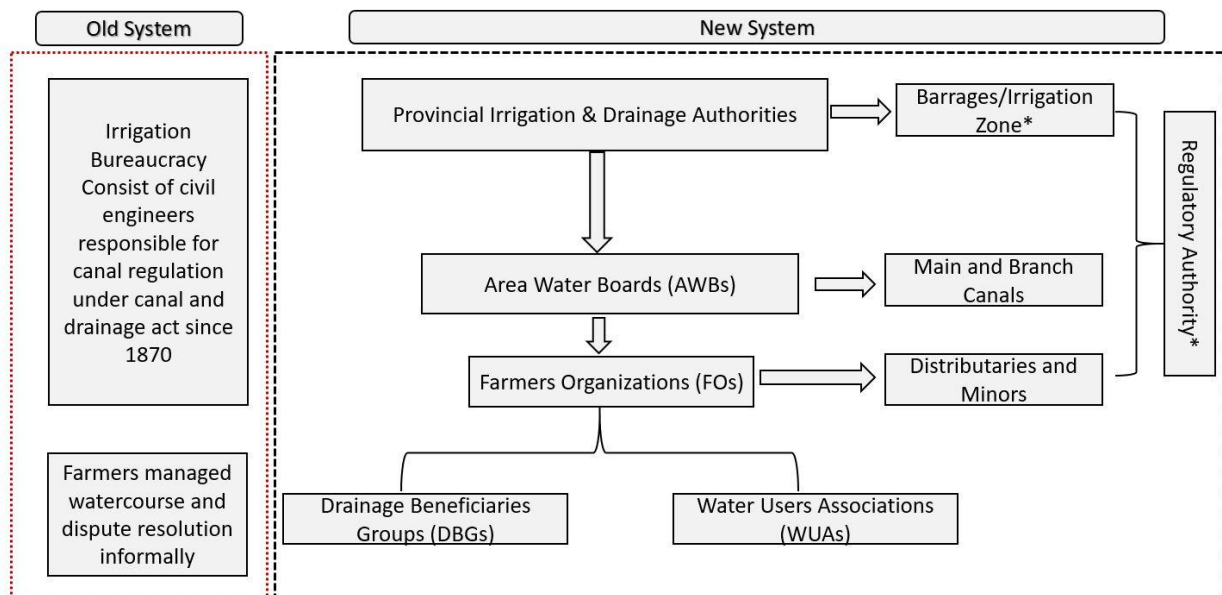 Old System
New System
Irrigation
Bureaucracy
Consist of civil
engineers
responsible for
canal regulation
under canal and
drainage act since
1870
Farmers managed
watercourse and
dispute resolution
informally
Provincial Irrigation & Drainage Authorities
Barrages/Irrigation
Zone*
Area Water Boards (AWBs)
Main and Branch
Canals
Farmers Organizations (FOs)
Distributaries and
Minors
Regulatory Authority*
Drainage Beneficiaries
Groups (DBGs)
Water Users Associations
(WUAs)